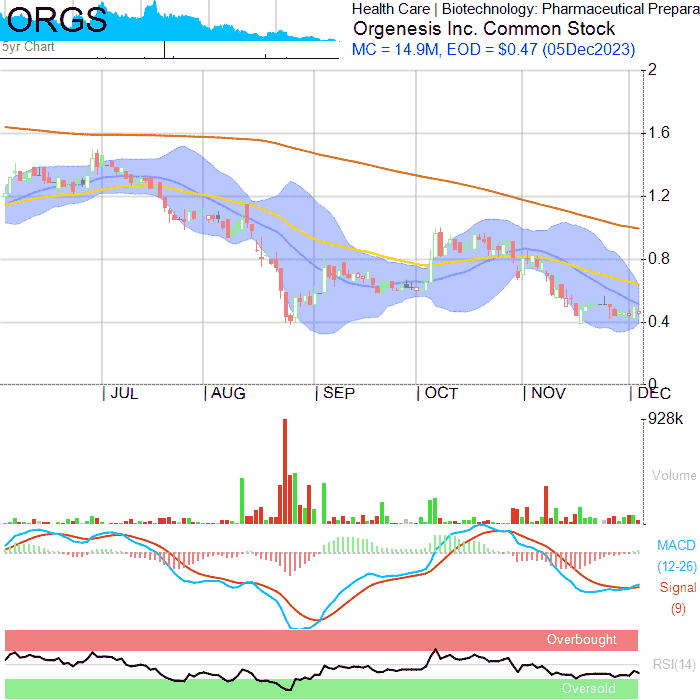 ORGS
5yr Chart
Health Care | Biotechnology: Pharmaceutical Prepara
Orgenesis Inc. Common Stock
MC = 14.9M, EOD = $0.47 (05Dec2023)
2
1.6
1.2
0.8
0.4
0
JUL
AUG
SEP
OCT
NOV
DEC
928k
Volume
MACD
(12-26)
Signal
(9)
Overbought
RSI(14)
Oversold